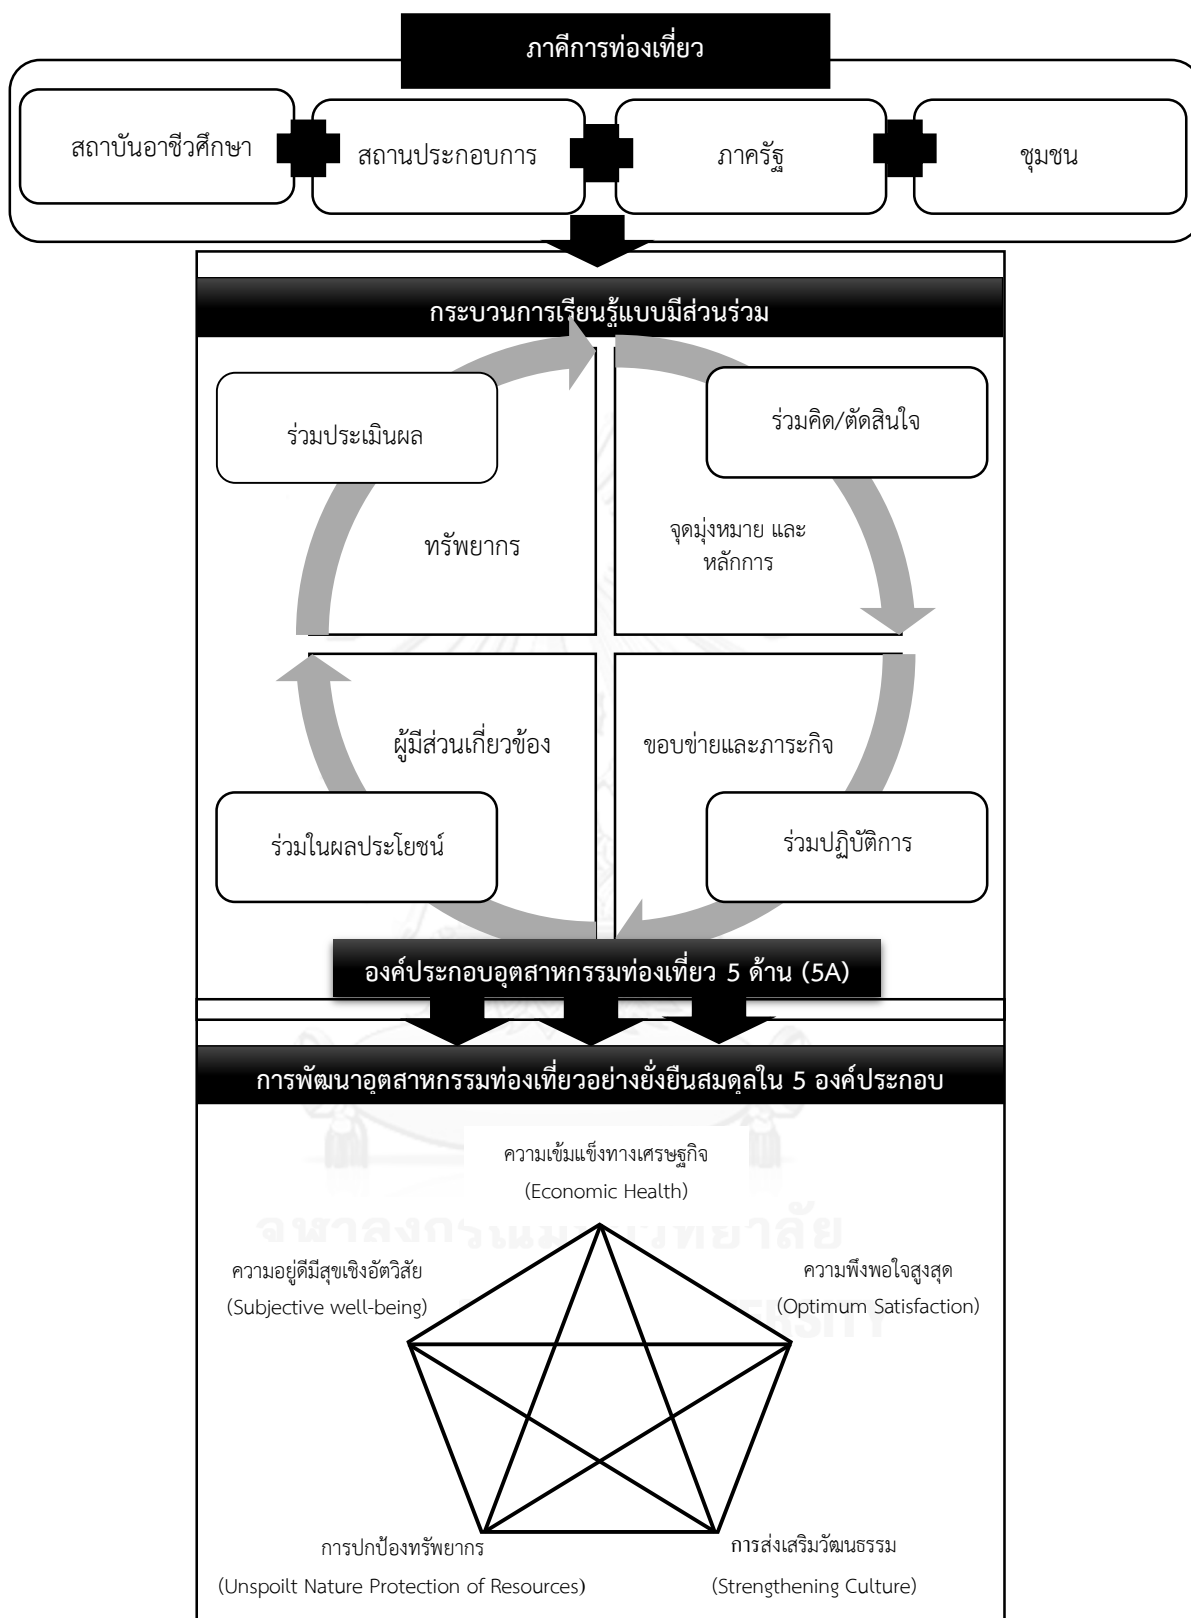 ภาคีการท่องเที่ยว
สถาบันอาชีวศึกษา
สถานประกอบการ
ภาครัฐ
ชุมชน
กระบวนการเรียนรู้แบบมีส่วนร่วม
ร่วมประเมินผล
ร่วมคิด/ตัดสินใจ
ทรัพยากร
จุดมุ่งหมาย และ
หลักการ
ผู้มีส่วนเกี่ยวข้อง
ขอบข่ายและภาระกิจ
ร่วมในผลประโยชน์
ร่วมปฏิบัติการ
องค์ประกอบอุตสาหกรรมท่องเที่ยว 5 ด้าน (5A)
การพัฒนาอุตสาหกรรมท่องเที่ยวอย่างยั่งยืนสมดุลใน 5 องค์ประกอบ
ความเข้มแข็งทางเศรษฐกิจ
(Economic Health)
จุฬาลงกรณ์มหาวิทยาลัย
ความอยู่ดีมีสุขเชิงอัตวิสัย
(Subjective well-being)
ความพึงพอใจสูงสุด
(Optimum Satisfaction)
ERSITY
การปกป้องทรัพยากร
(Unspoilt Nature Protection of Resources)
การส่งเสริมวัฒนธรรม
(Strengthening Culture)